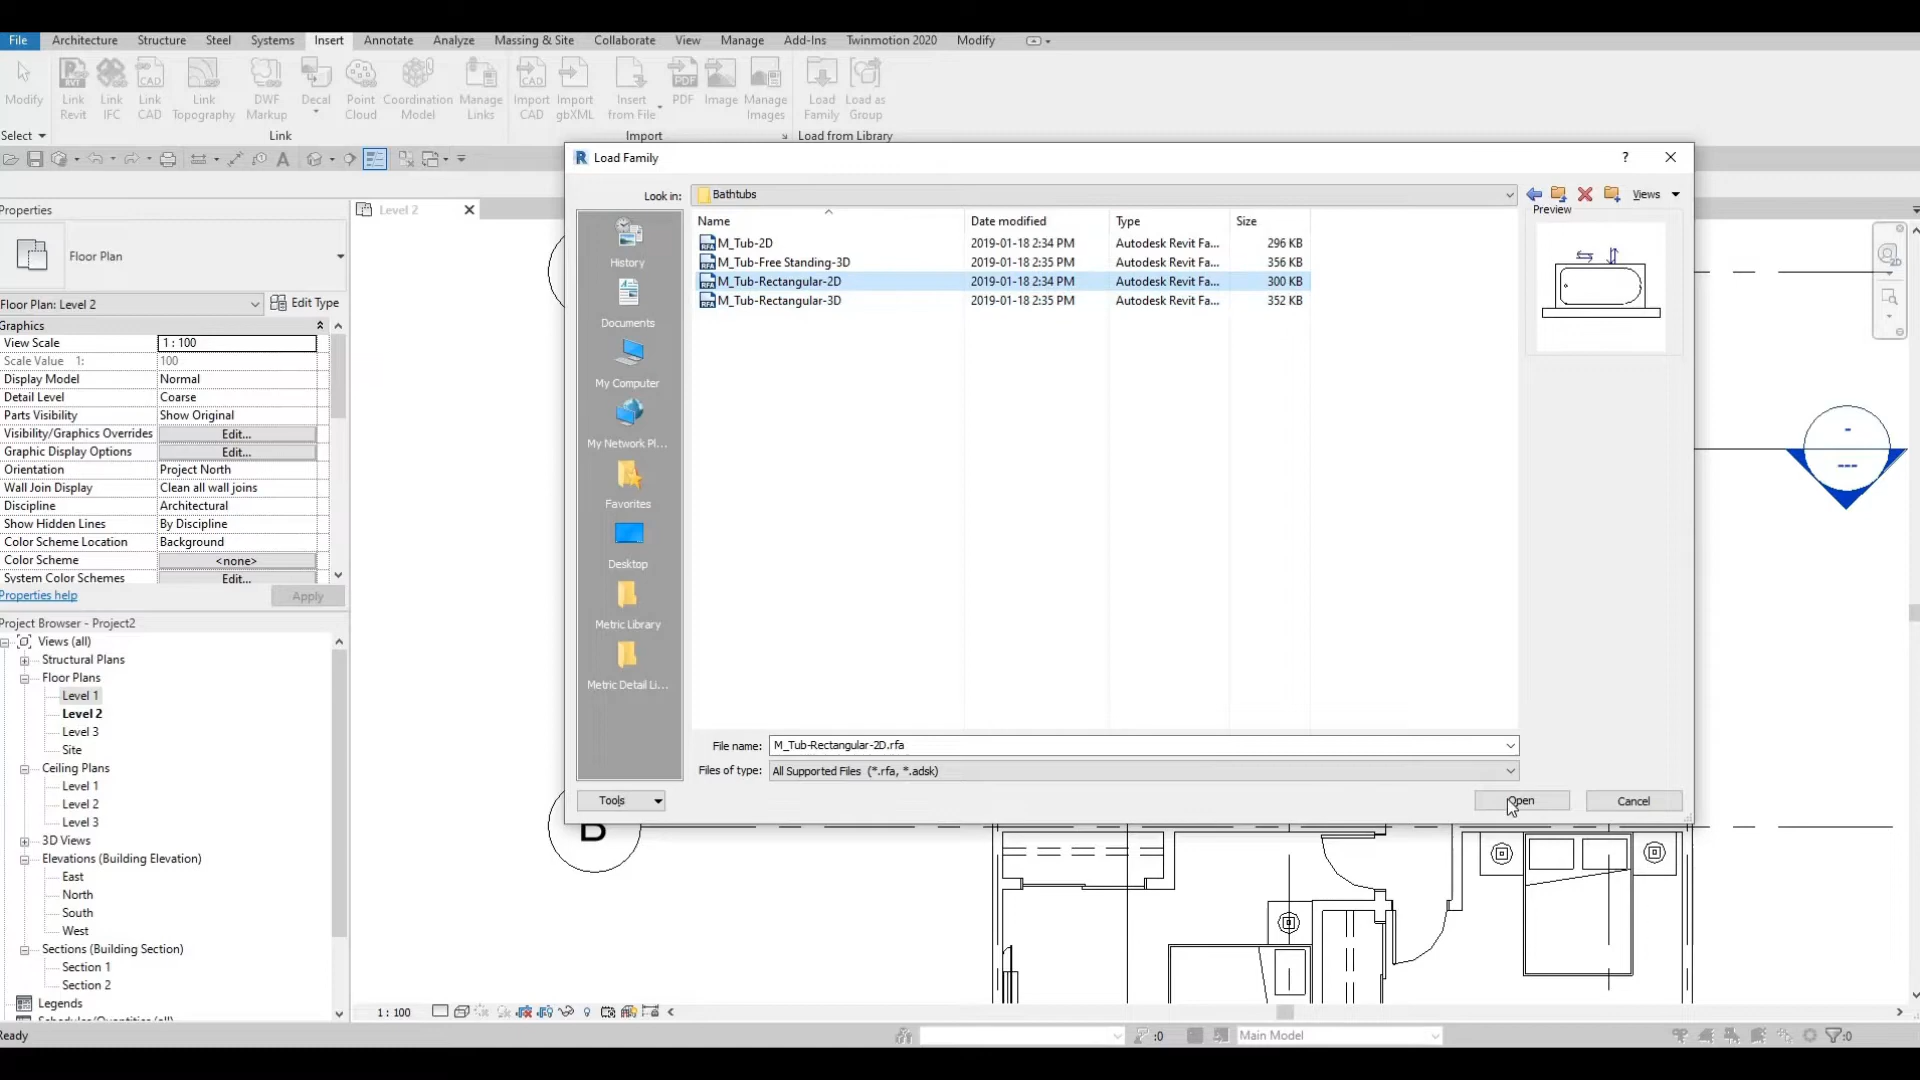 File Architecture Structure Steel Systems Insert Annotate Analyze Massing & Site Collaborate View Manage Add-Ins Twinmotion 2020 Modify
Modify
Link Revit
Link IFC
Link CAD
Link Topography
DWF Markup
Decal
Point Cloud
Coordination Model
Manage Links
Import CAD
Import gbXML
Insert from File
PDF
Image
Manage Images
Load Family
Load as Group
Select
Link
Import
Load from Library
Properties
Floor Plan
Floor Plan: Level 2
Edit Type
Graphics
View Scale 1 : 100
Scale Value 1: 100
Display Model Normal
Detail Level Coarse
Parts Visibility Show Original
Visibility/Graphics Overrides Edit...
Graphic Display Options Edit...
Orientation Project North
Wall Join Display Clean all wall joins
Discipline Architectural
Show Hidden Lines By Discipline
Color Scheme Location Background
Color Scheme <none>
System Color Schemes Edit...
Properties help
Apply
Project Browser - Project2
Views (all)
Structural Plans
Floor Plans
Level 1
Level 2
Level 3
Site
Ceiling Plans
Level 1
Level 2
Level 3
3D Views
Elevations (Building Elevation)
East
North
South
West
Sections (Building Section)
Section 1
Section 2
Legends
Schedules/Quantities (all)
Ready
Level 2
Load Family
?
Look in: Bathtubs
Views
Preview
History
Documents
My Computer
My Network Pl...
Favorites
Desktop
Metric Library
Metric Detail Li...
Name Date modified Type Size
M_Tub-2D 2019-01-18 2:34 PM Autodesk Revit Fa... 296 KB
M_Tub-Free Standing-3D 2019-01-18 2:35 PM Autodesk Revit Fa... 356 KB
M_Tub-Rectangular-2D 2019-01-18 2:34 PM Autodesk Revit Fa... 300 KB
M_Tub-Rectangular-3D 2019-01-18 2:35 PM Autodesk Revit Fa... 352 KB
File name: M_Tub-Rectangular-2D.rfa
Files of type: All Supported Files (*.rfa, *.adsk)
Tools
Open
Cancel
B
2D
-
---
1 : 100
:0
Main Model
:0